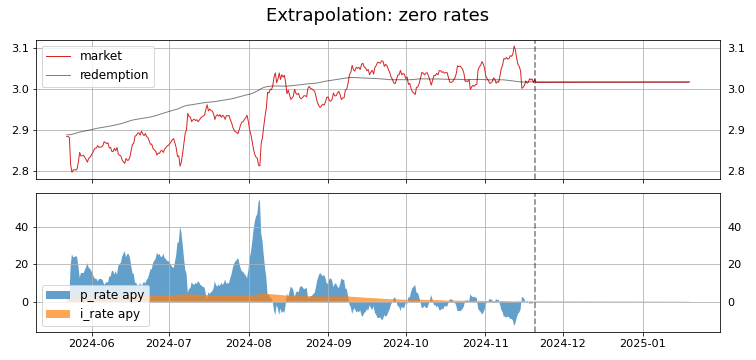 Extrapolation: zero rates
3.1 3.1
market
redemption
3.0 3.0
2.9 2.9
2.8 2.8
40 40
20 20
0 0
p_rate apy
i_rate apy
2024-06 2024-07 2024-08 2024-09 2024-10 2024-11 2024-12 2025-01